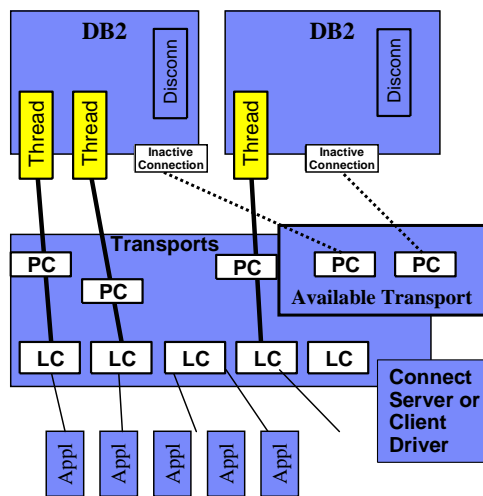 DB2
DB2
Disconn
Disconn
Thread
Thread
Thread
Inactive
Connection
Inactive
Connection
Transports
PC
PC
PC
PC
PC
Available Transport
LC
LC
LC
LC
LC
Connect
Server or
Client
Driver
Appl
Appl
Appl
Appl
Appl